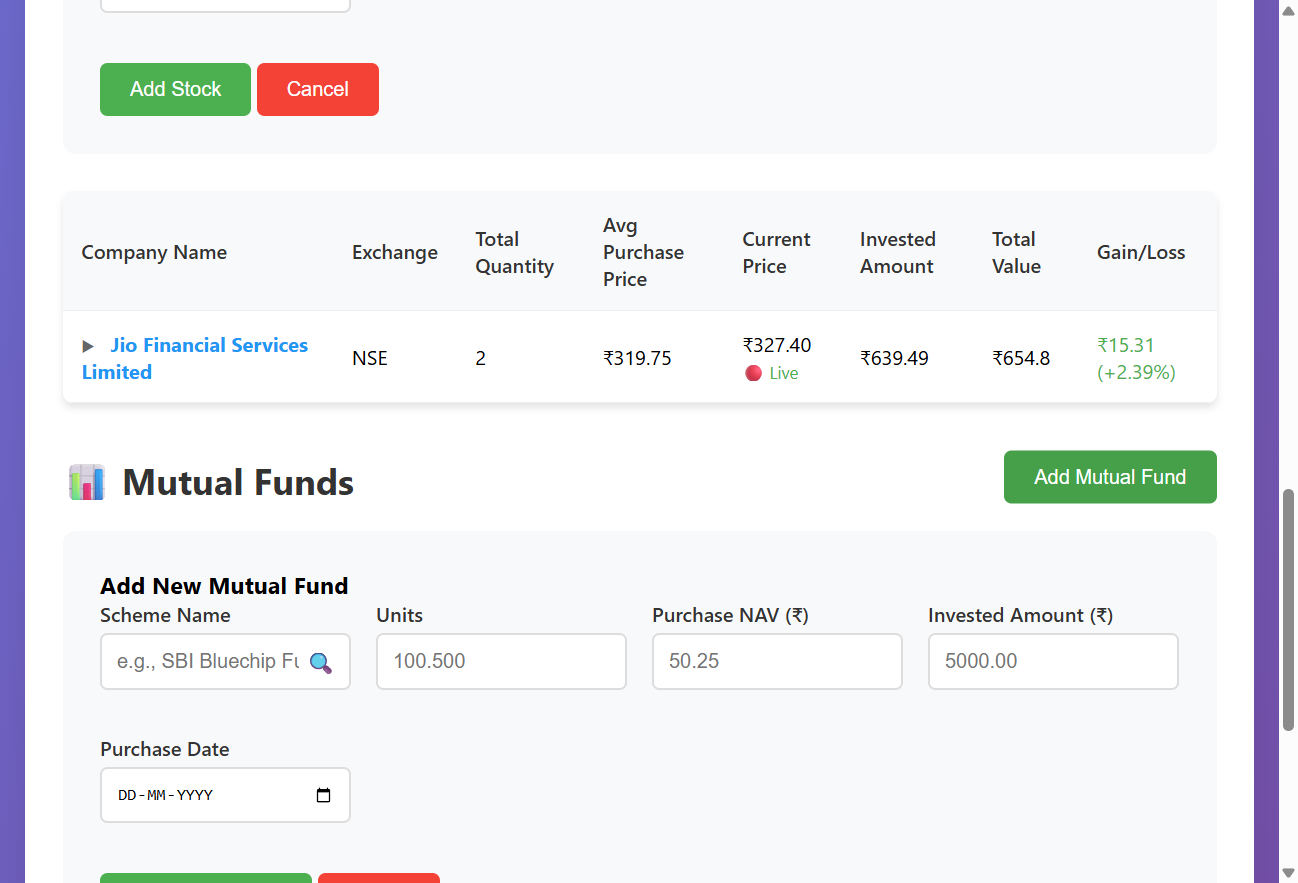 Add Stock Cancel
Company Name Exchange Total Quantity Avg Purchase Price Current Price Invested Amount Total Value Gain/Loss
▶ Jio Financial Services Limited NSE 2 ₹319.75 ₹327.40 Live ₹639.49 ₹654.8 ₹15.31 (+2.39%)
Mutual Funds Add Mutual Fund
Add New Mutual Fund
Scheme Name Units Purchase NAV (₹) Invested Amount (₹)
e.g., SBI Bluechip Fu 100.500 50.25 5000.00
Purchase Date
DD-MM-YYYY